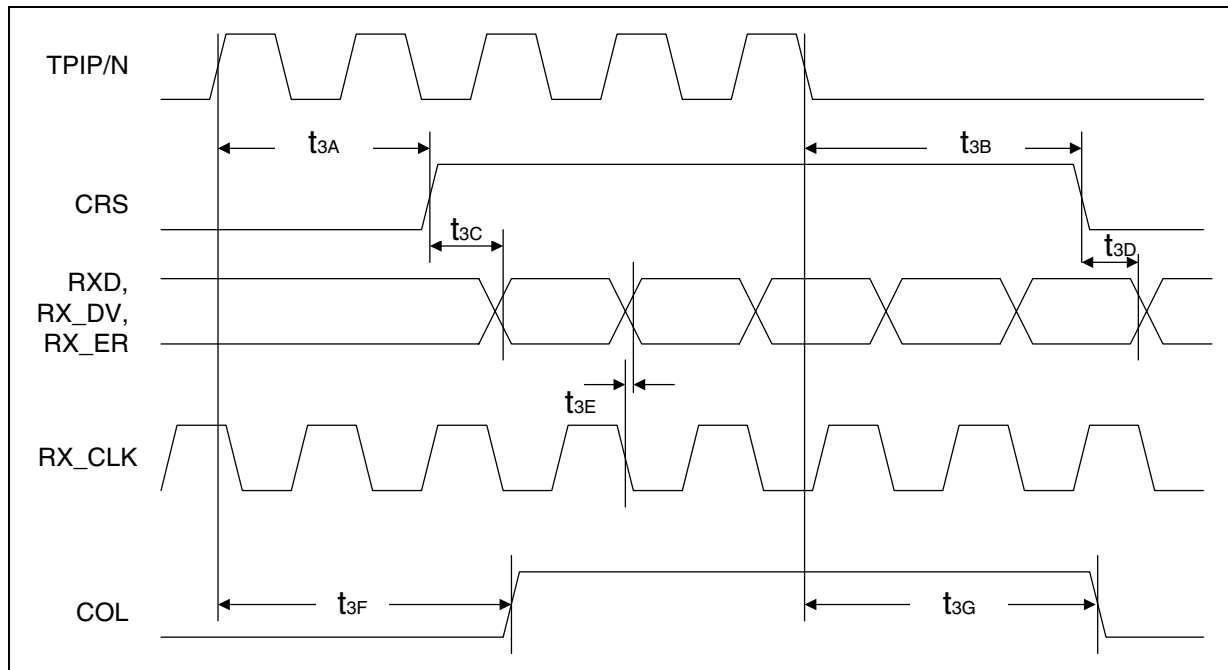 TPIP/N
t3A
t3B
CRS
t3C
t3D
RXD,
RX_DV,
RX_ER
t3E
RX_CLK
t3F
t3G
COL